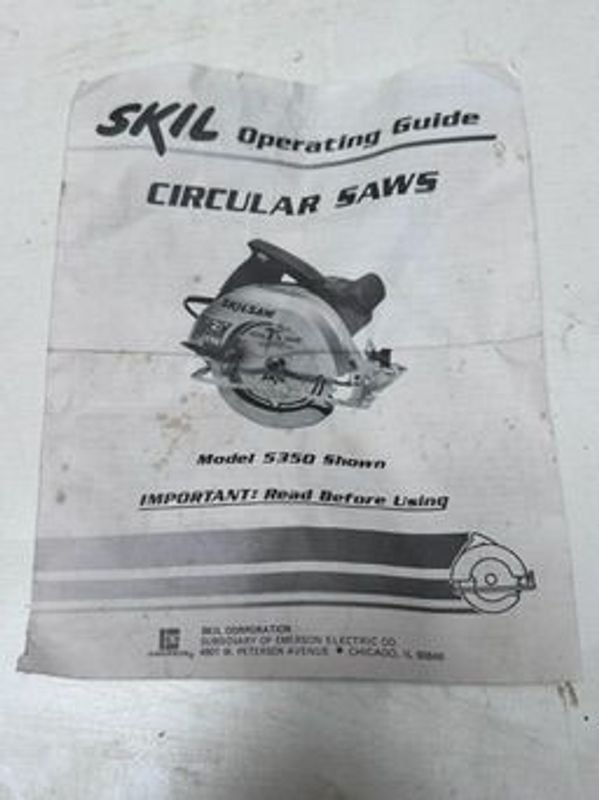 SKIL Operating Guide
CIRCULAR SAWS
SKILSAW
Model 5350 Shown
IMPORTANT! Read Before Using
SKIL CORPORATION
SUBSIDIARY OF EMERSON ELECTRIC CO
4801 W. PETERSON AVENUE • CHICAGO, IL 60646